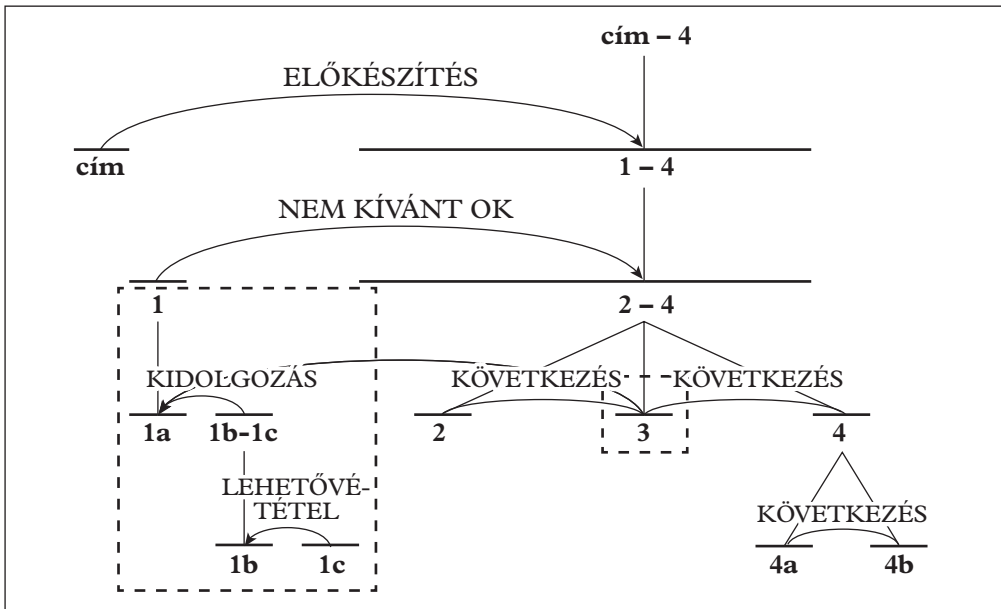 cím – 4
ELŐKÉSZÍTÉS
cím
1 – 4
NEM KÍVÁNT OK
1
2 – 4
KIDOLGOZÁS
KÖVETKEZÉS
KÖVETKEZÉS
1a
1b-1c
2
3
4
LEHETŐVÉ-
TÉTEL
KÖVETKEZÉS
1b
1c
4a
4b